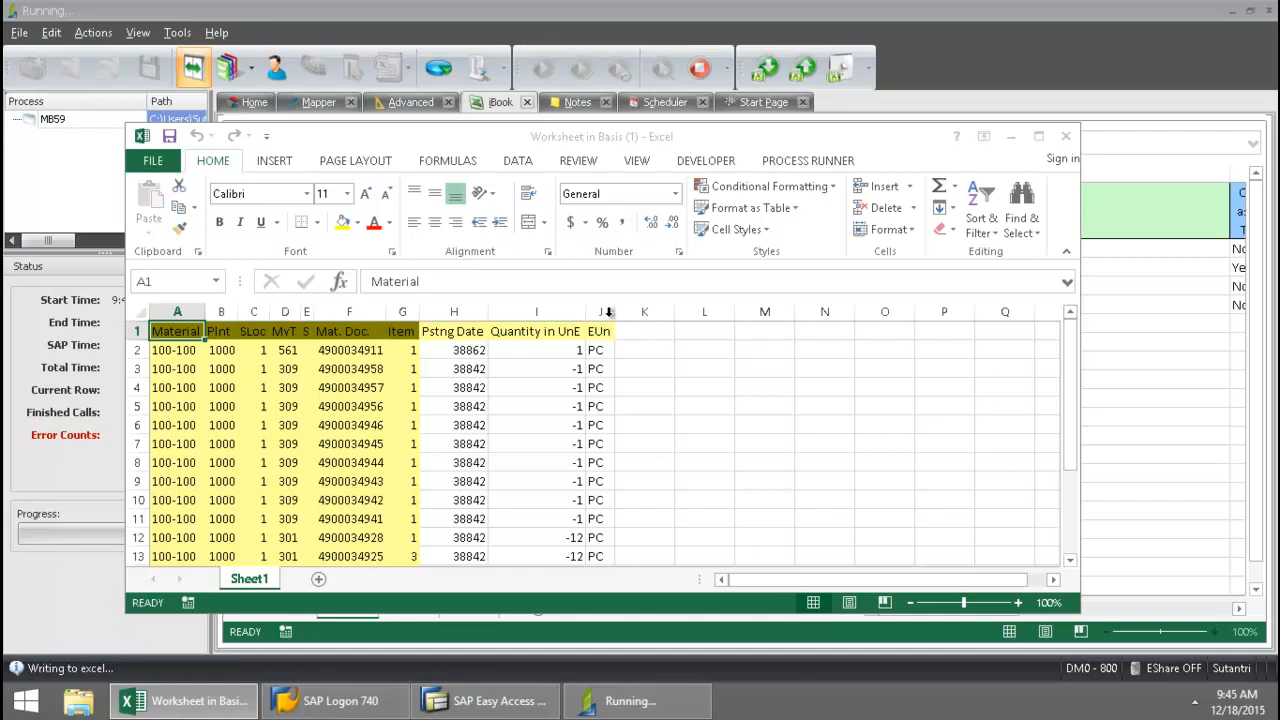 Running...
File Edit Actions View Tools Help
Process Path Home Mapper Advanced iBook Notes Scheduler Start Page
MB59
Worksheet in Basis (1) - Excel
FILE HOME INSERT PAGE LAYOUT FORMULAS DATA REVIEW VIEW DEVELOPER PROCESS RUNNER Sign in
Calibri 11 General Conditional Formatting Insert
Paste Format as Table Delete Sort & Find &
B I U A $ % , Cell Styles Format Filter Select
Clipboard Font Alignment Number Styles Cells Editing
Status
A1 fx Material
Start Time: 9:4
End Time:
SAP Time:
Total Time:
Current Row:
Finished Calls:
Error Counts:
Progress:
A B C D E F G H I J K L M N O P Q
1 Material Plnt SLoc MvT S Mat. Doc. Item Pstng Date Quantity in UnE EUn
2 100-100 1000 1 561 4900034911 1 38862 1 PC
3 100-100 1000 1 309 4900034958 1 38842 -1 PC
4 100-100 1000 1 309 4900034957 1 38842 -1 PC
5 100-100 1000 1 309 4900034956 1 38842 -1 PC
6 100-100 1000 1 309 4900034946 1 38842 -1 PC
7 100-100 1000 1 309 4900034945 1 38842 -1 PC
8 100-100 1000 1 309 4900034944 1 38842 -1 PC
9 100-100 1000 1 309 4900034943 1 38842 -1 PC
10 100-100 1000 1 309 4900034942 1 38842 -1 PC
11 100-100 1000 1 309 4900034941 1 38842 -1 PC
12 100-100 1000 1 301 4900034928 1 38842 -12 PC
13 100-100 1000 1 301 4900034925 3 38842 -12 PC
Sheet1
READY 100%
READY 100%
Writing to excel... DM0 - 800 EShare OFF Sutantri
Worksheet in Basi... SAP Logon 740 SAP Easy Access ... Running...
9:45 AM
12/18/2015